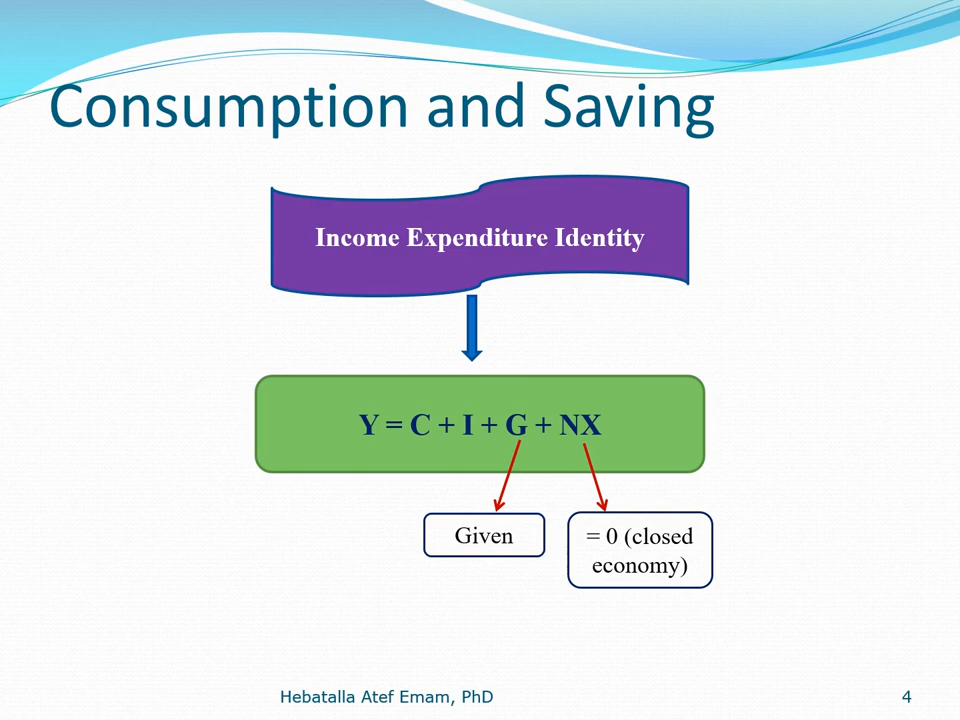 Consumption and Saving
Income Expenditure Identity
Y = C + I + G + NX
Given
= 0 (closed
economy)
Hebatalla Atef Emam, PhD
4